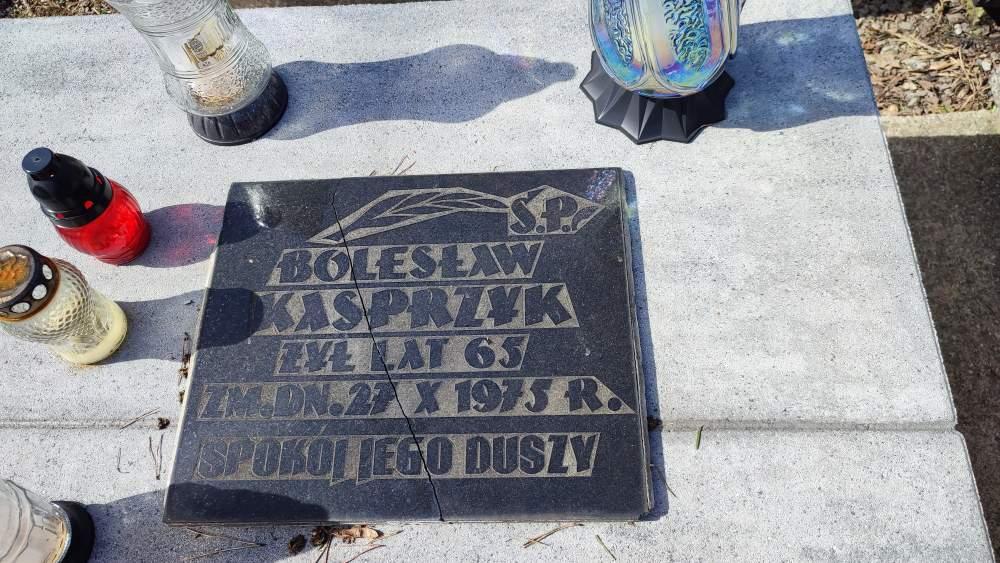 Ś.P.
BOLESŁAW
KASPRZYK
ŻYŁ LAT 65
ZM.DN.27 X 1975 R.
SPOKÓJ JEGO DUSZY